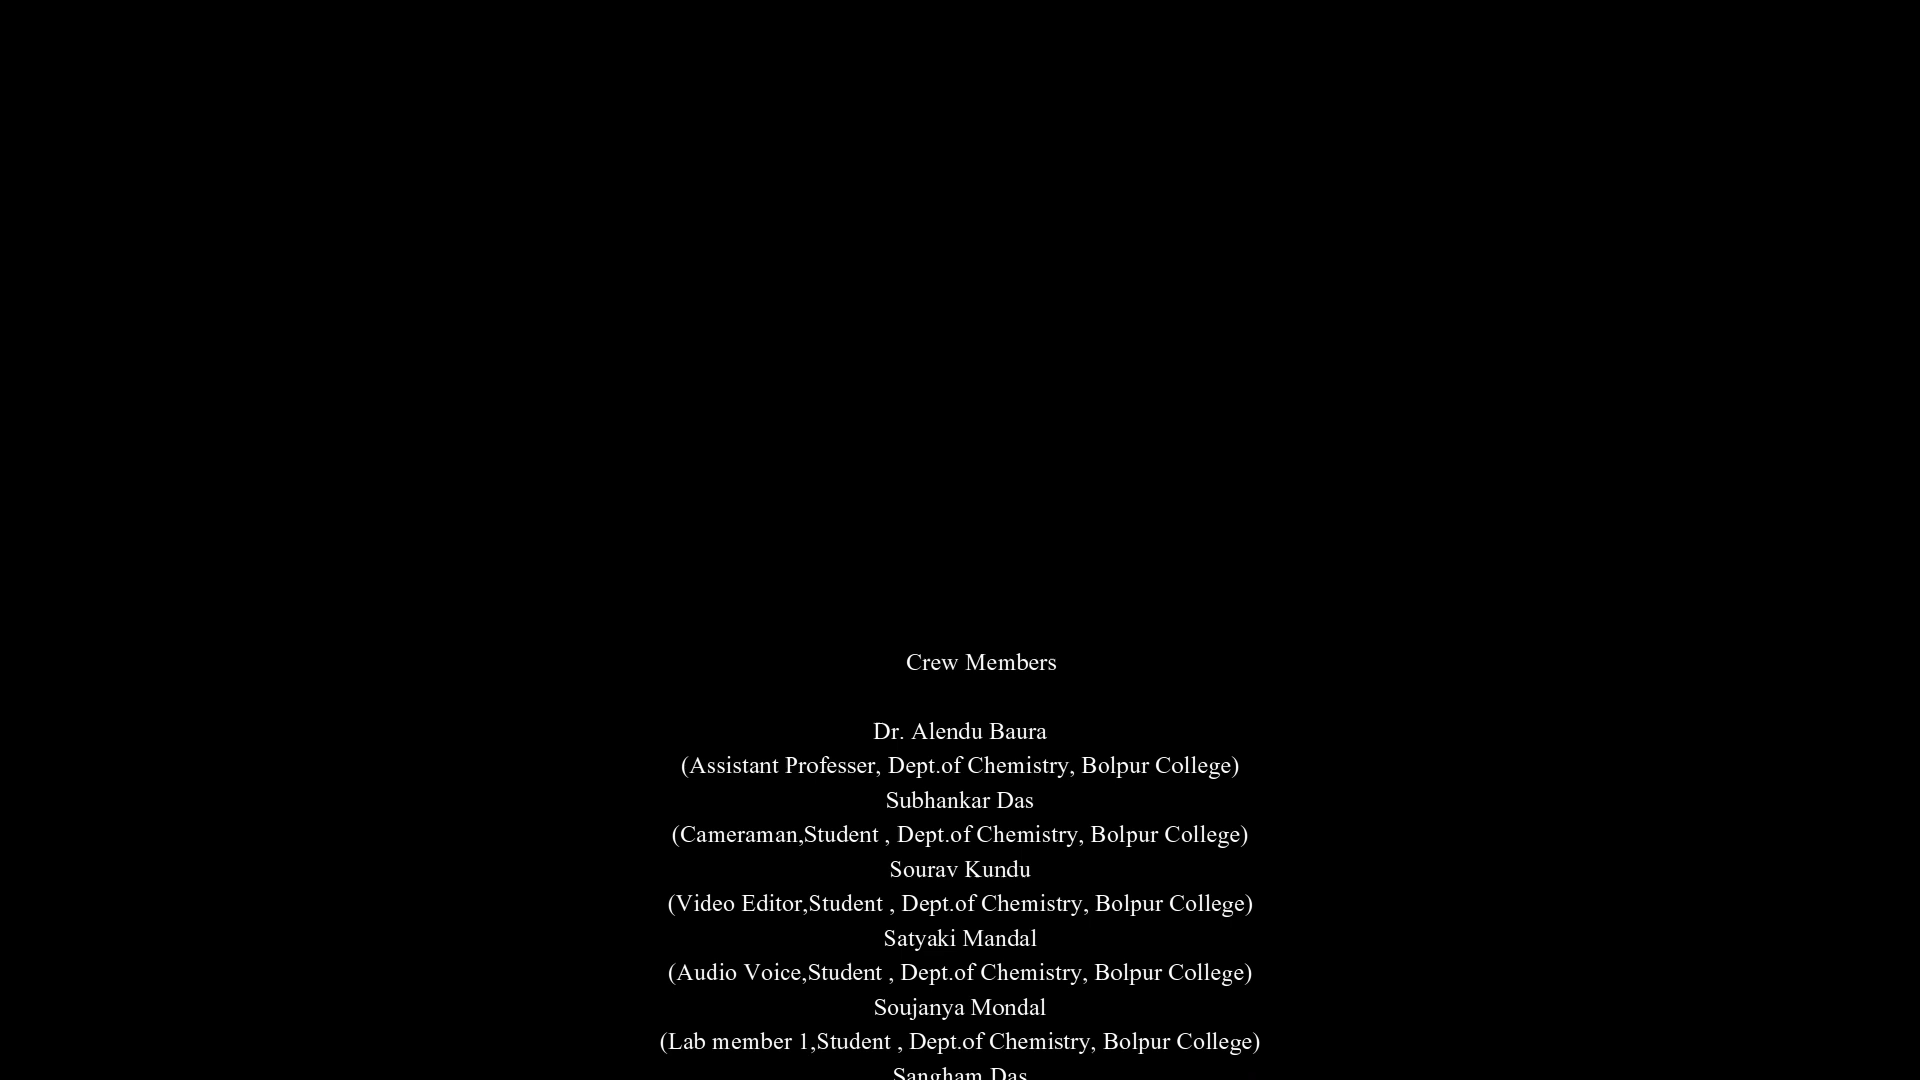 Crew Members
Dr. Alendu Baura
(Assistant Professer, Dept.of Chemistry, Bolpur College)
Subhankar Das
(Cameraman,Student , Dept.of Chemistry, Bolpur College)
Sourav Kundu
(Video Editor,Student , Dept.of Chemistry, Bolpur College)
Satyaki Mandal
(Audio Voice,Student , Dept.of Chemistry, Bolpur College)
Soujanya Mondal
(Lab member 1,Student , Dept.of Chemistry, Bolpur College)
Sangham Das